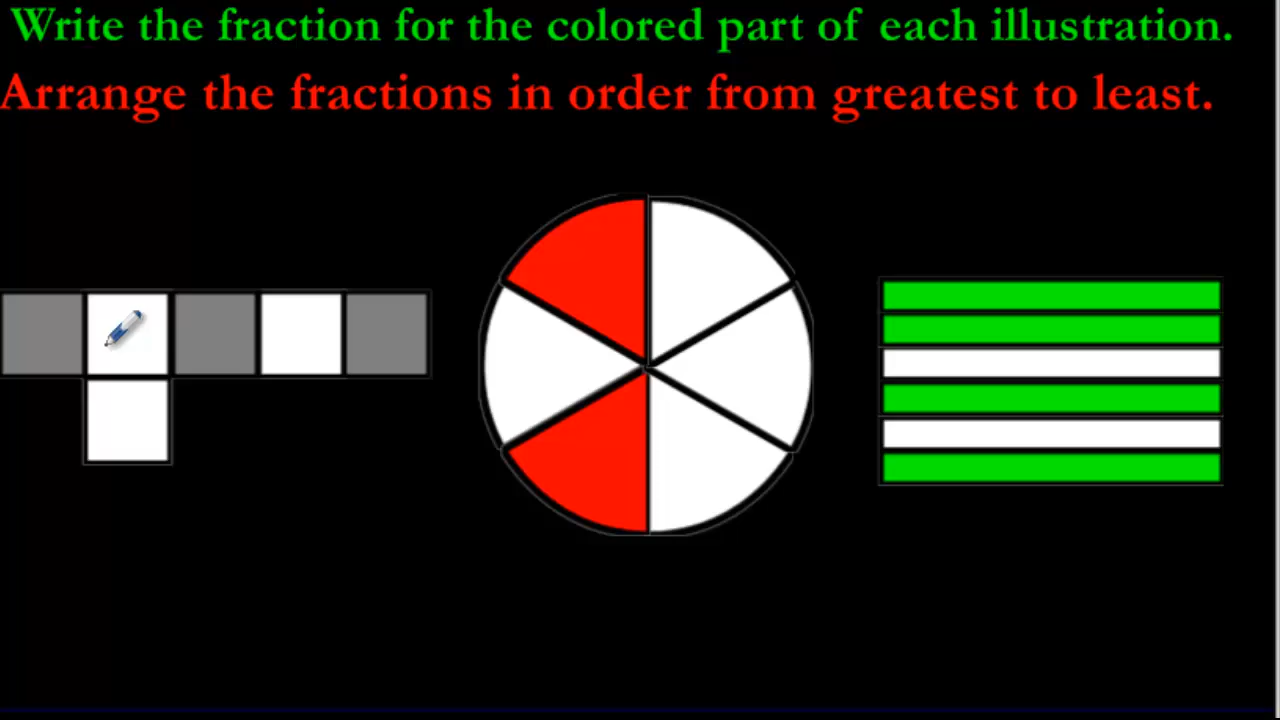 Write the fraction for the colored part of each illustration.
Arrange the fractions in order from greatest to least.